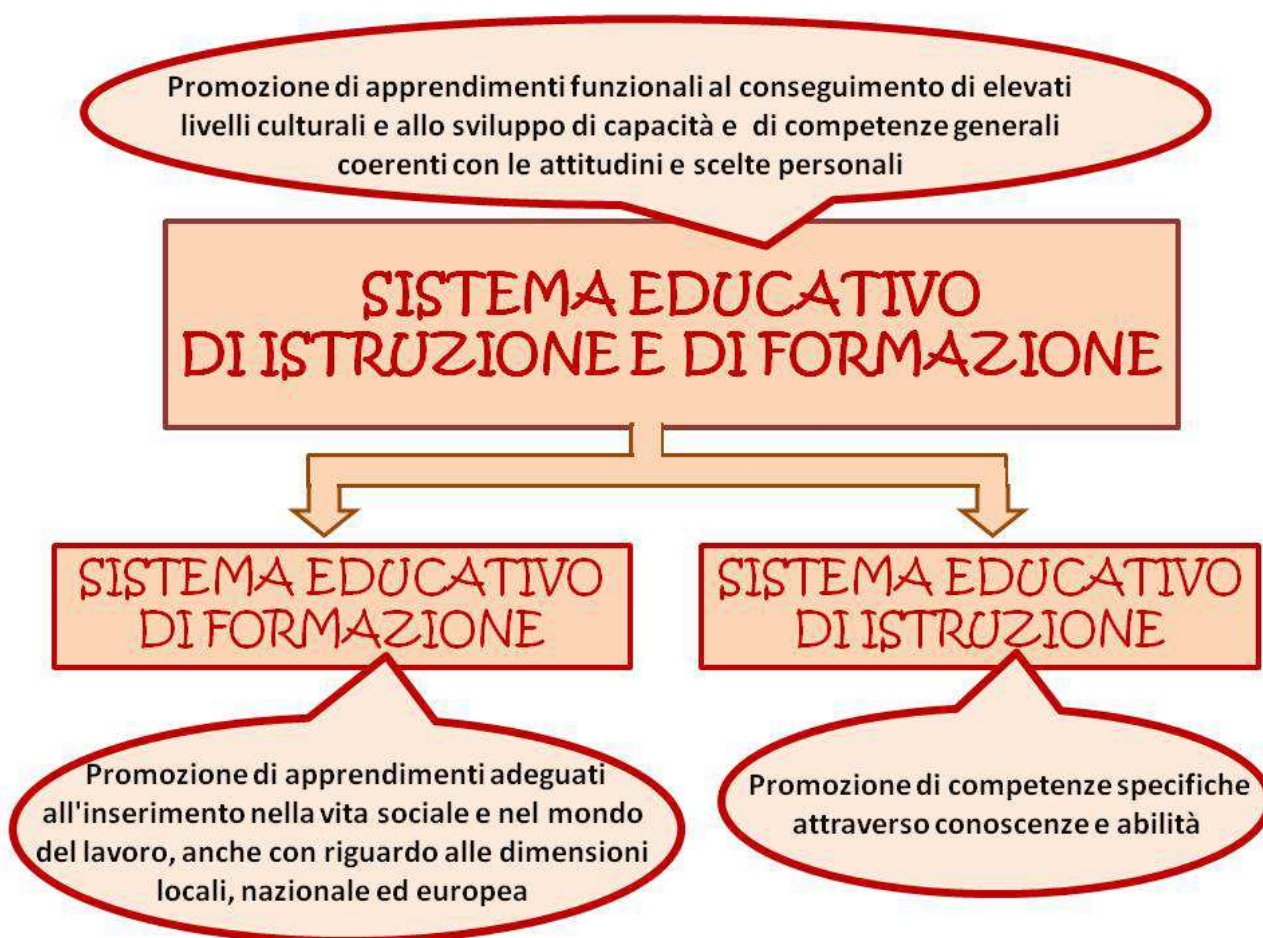 Promozione di apprendimenti funzionali al conseguimento di elevati
livelli culturali e allo sviluppo di capacità e di competenze generali
coerenti con le attitudini e scelte personali
SISTEMA EDUCATIVO
DI ISTRUZIONE E DI FORMAZIONE
SISTEMA EDUCATIVO
DI FORMAZIONE
SISTEMA EDUCATIVO
DI ISTRUZIONE
Promozione di apprendimenti adeguati
all'inserimento nella vita sociale e nel mondo
del lavoro, anche con riguardo alle dimensioni
locali, nazionale ed europea
Promozione di competenze specifiche
attraverso conoscenze e abilità